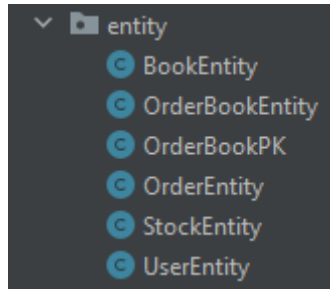 entity
C BookEntity
C OrderBookEntity
C OrderBookPK
C OrderEntity
C StockEntity
C UserEntity